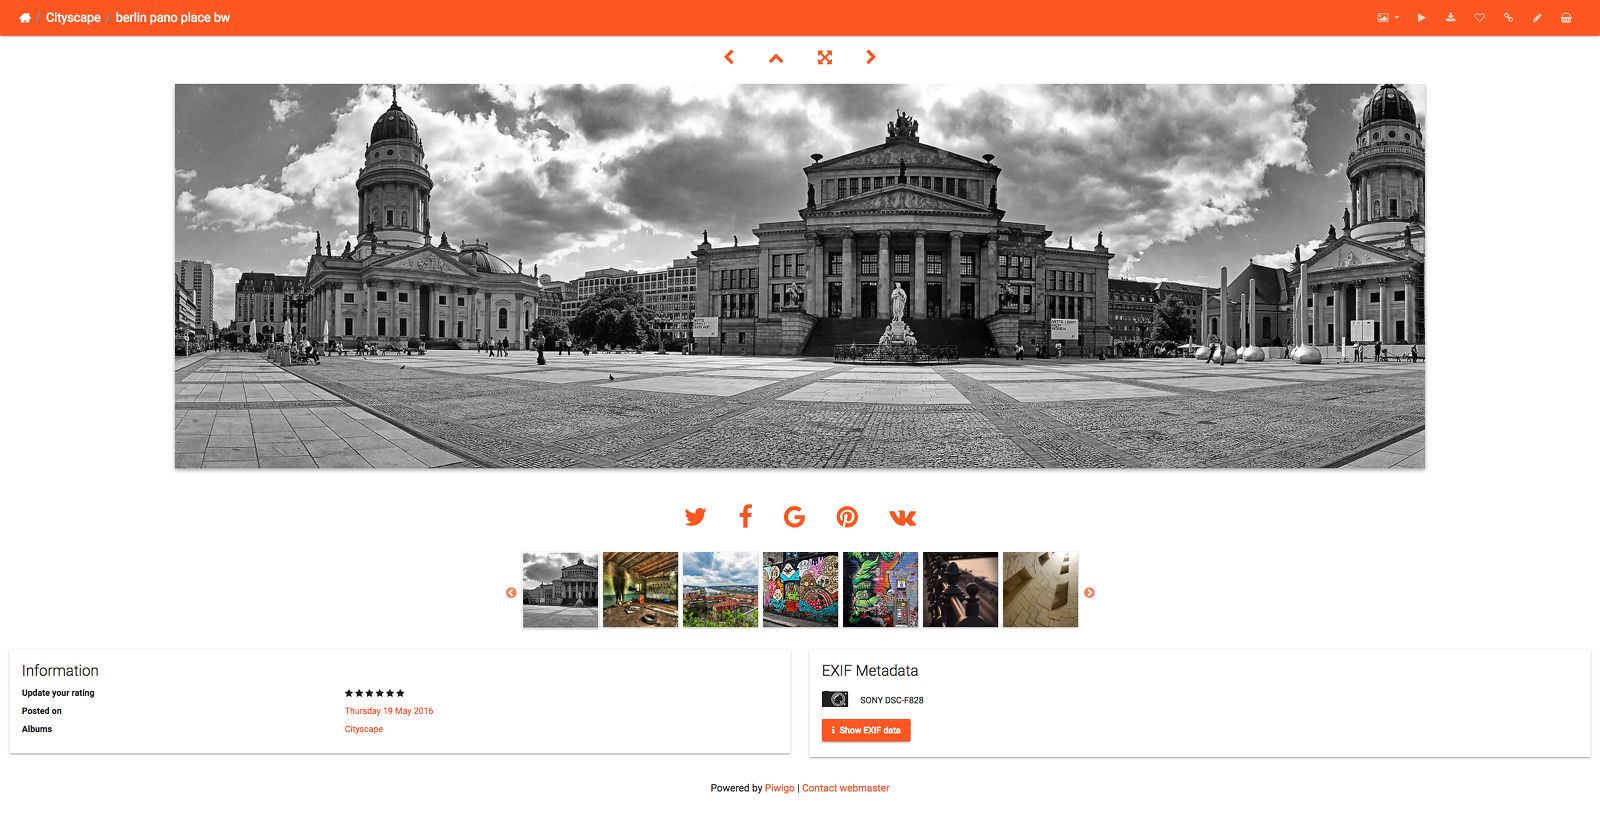 Cityscape / berlin pano place bw
Information
Update your rating
Posted on Thursday 19 May 2016
Albums Cityscape
EXIF Metadata
SONY DSC-F828
Show EXIF data
Powered by Piwigo | Contact webmaster